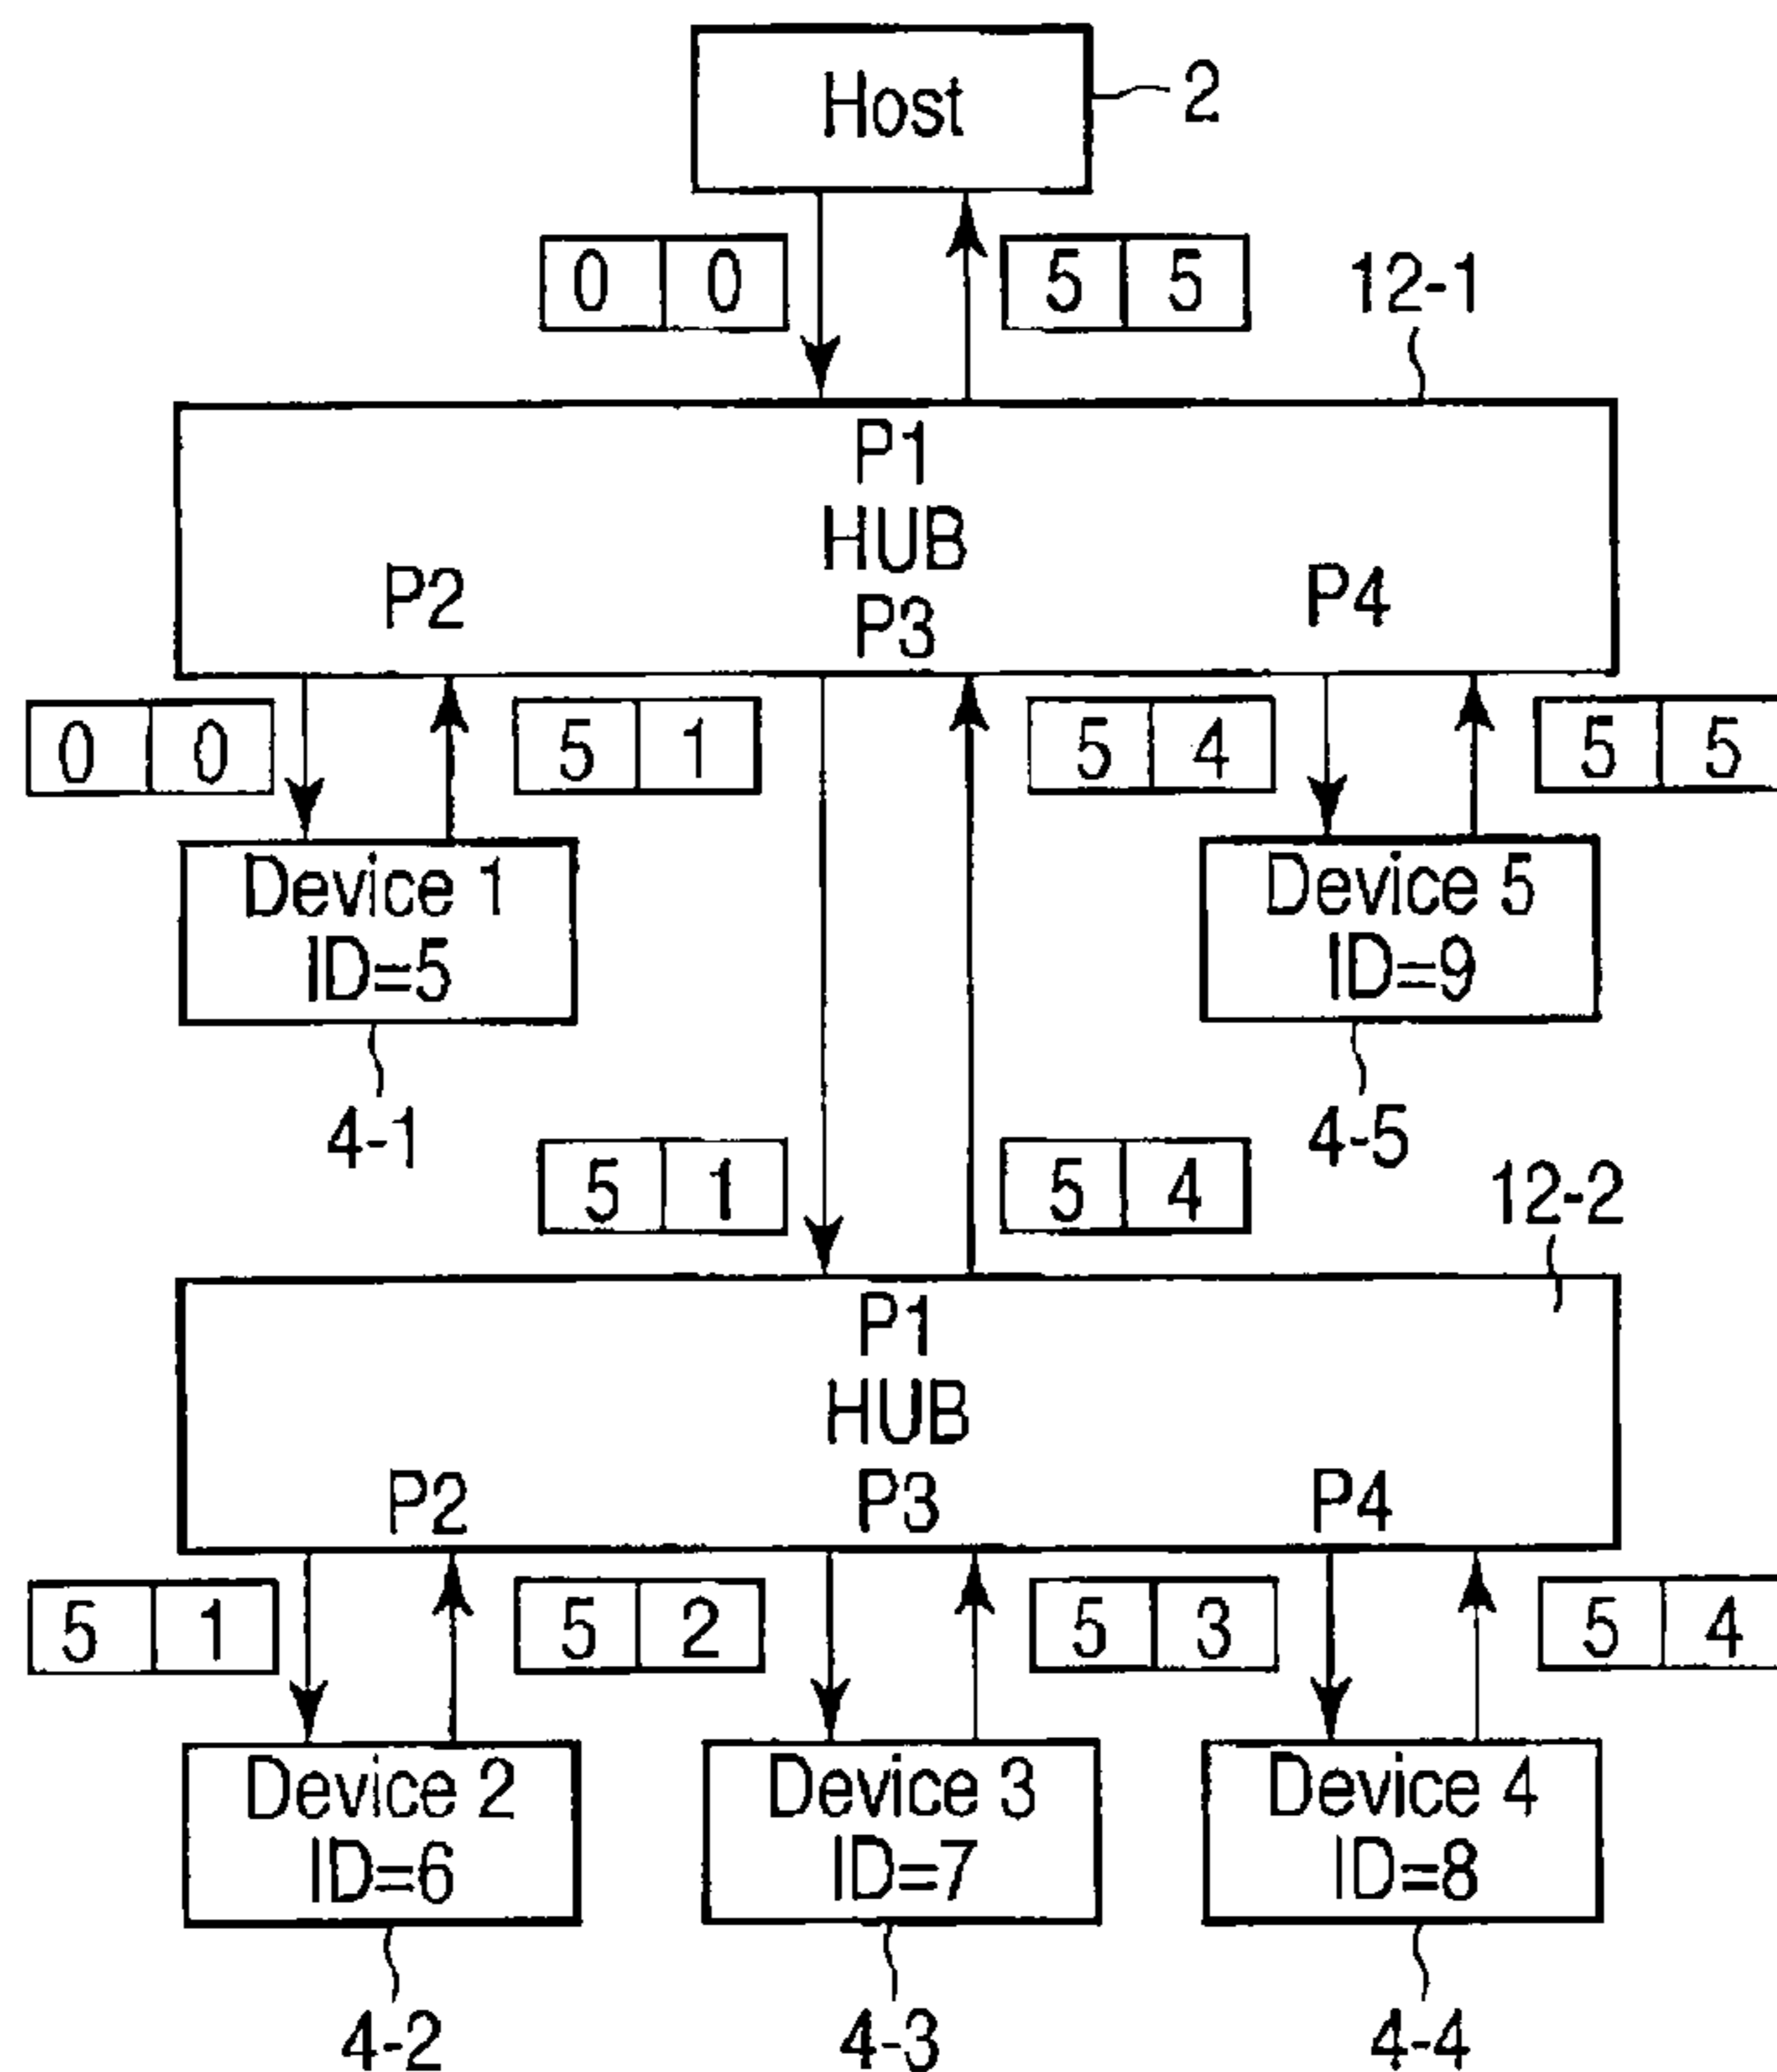 Host
2
0 0
5 5
12-1
P1
HUB
P2
P3
P4
0 0
5 1
5 4
5 5
Device 1
ID=5
Device 5
ID=9
4-1
4-5
5 1
5 4
12-2
P1
HUB
P2
P3
P4
5 1
5 2
5 3
5 4
Device 2
ID=6
Device 3
ID=7
Device 4
ID=8
4-2
4-3
4-4